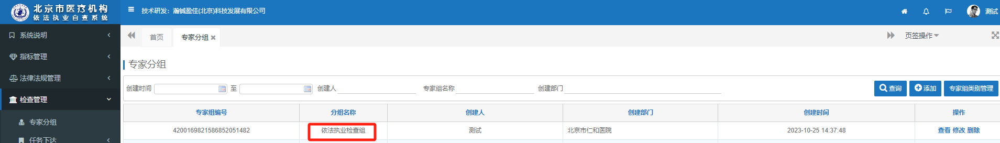 北京市医疗机构
依法执业自查系统
技术研发：瀚铖盈佳(北京)科技发展有限公司
测试
系统说明
指标管理
法律法规管理
检查管理
专家分组
任务下达
首页
专家分组
页签操作
专家分组
创建时间 至 创建人 专家组名称 创建部门 查询 添加 专家组类别管理
专家组编号 分组名称 创建人 创建部门 创建时间 操作
4200169821586852051482 依法执业检查组 测试 北京市仁和医院 2023-10-25 14:37:48 查看 修改 删除